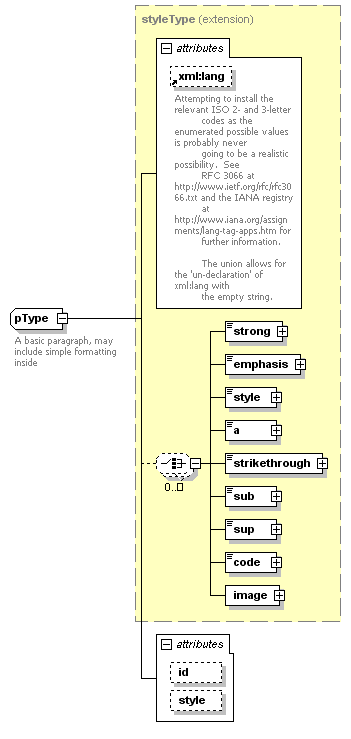 styleType (extension)
attributes
xml:lang
Attempting to install the
relevant ISO 2- and 3-letter
codes as the
enumerated possible values
is probably never
going to be a realistic
possibility.  See
RFC 3066 at
http://www.ietf.org/rfc/rfc30
66.txt and the IANA registry
at
http://www.iana.org/assign
ments/lang-tag-apps.htm for
further information.
The union allows for
the 'un-declaration' of
xml:lang with
the empty string.
pType
A basic paragraph, may
include simple formatting
inside
strong
emphasis
style
a
strikethrough
sub
sup
code
image
0..
attributes
id
style